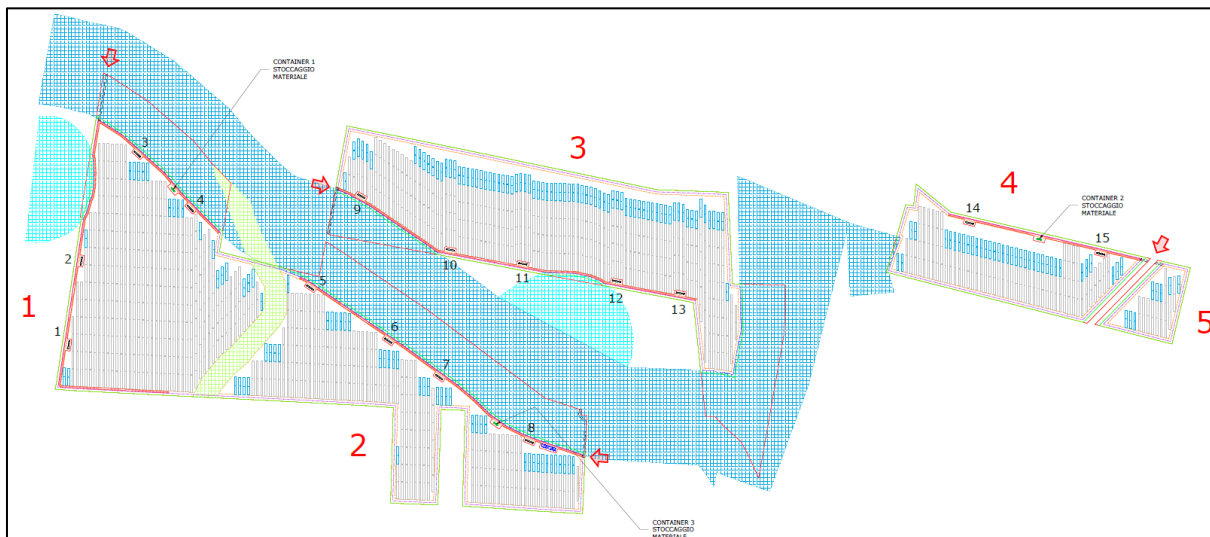 CONTAINER 1
STOCCAGGIO
MATERIALE
3
4
3
4
CONTAINER 2
STOCCAGGIO
MATERIALE
9
14
15
2
10
11
12
13
1
5
5
1
6
7
2
8
CONTAINER 3
STOCCAGGIO
MATERIALE